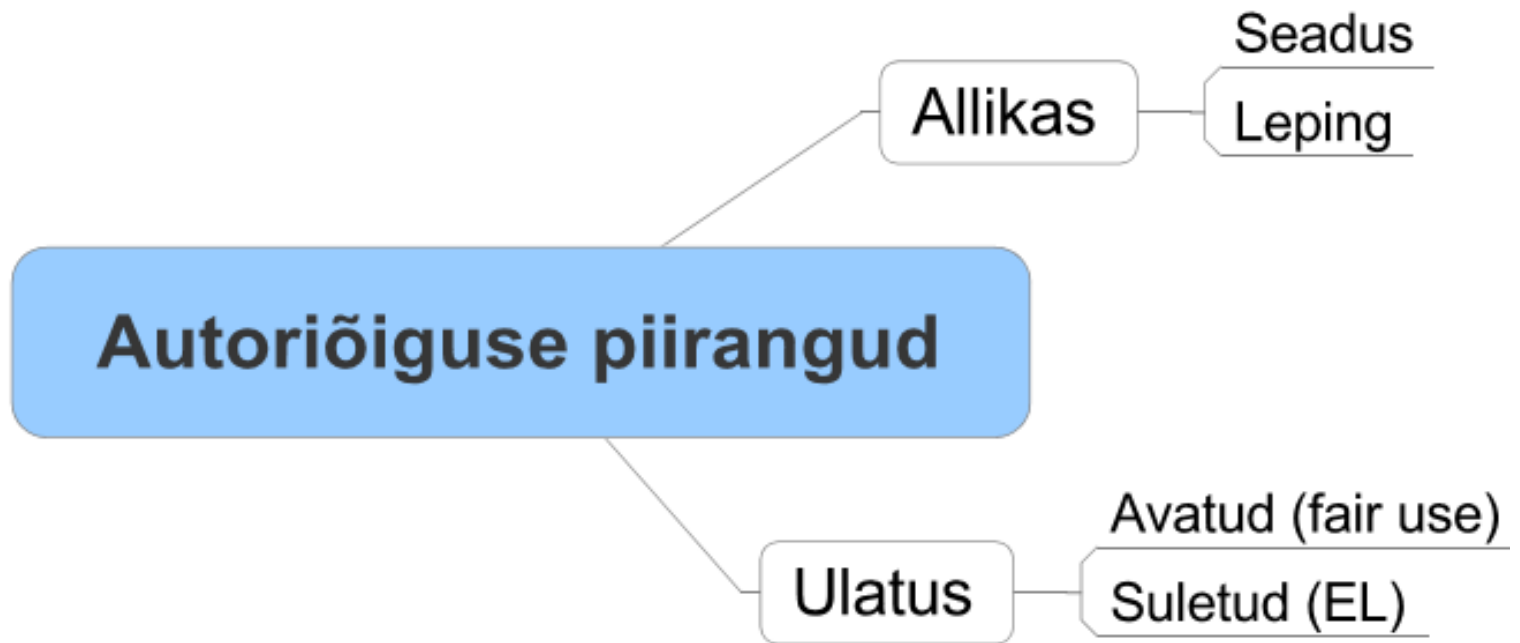 Seadus
Allikas
Leping
Autoriõiguse piirangud
Avatud (fair use)
Ulatus
Suletud (EL)